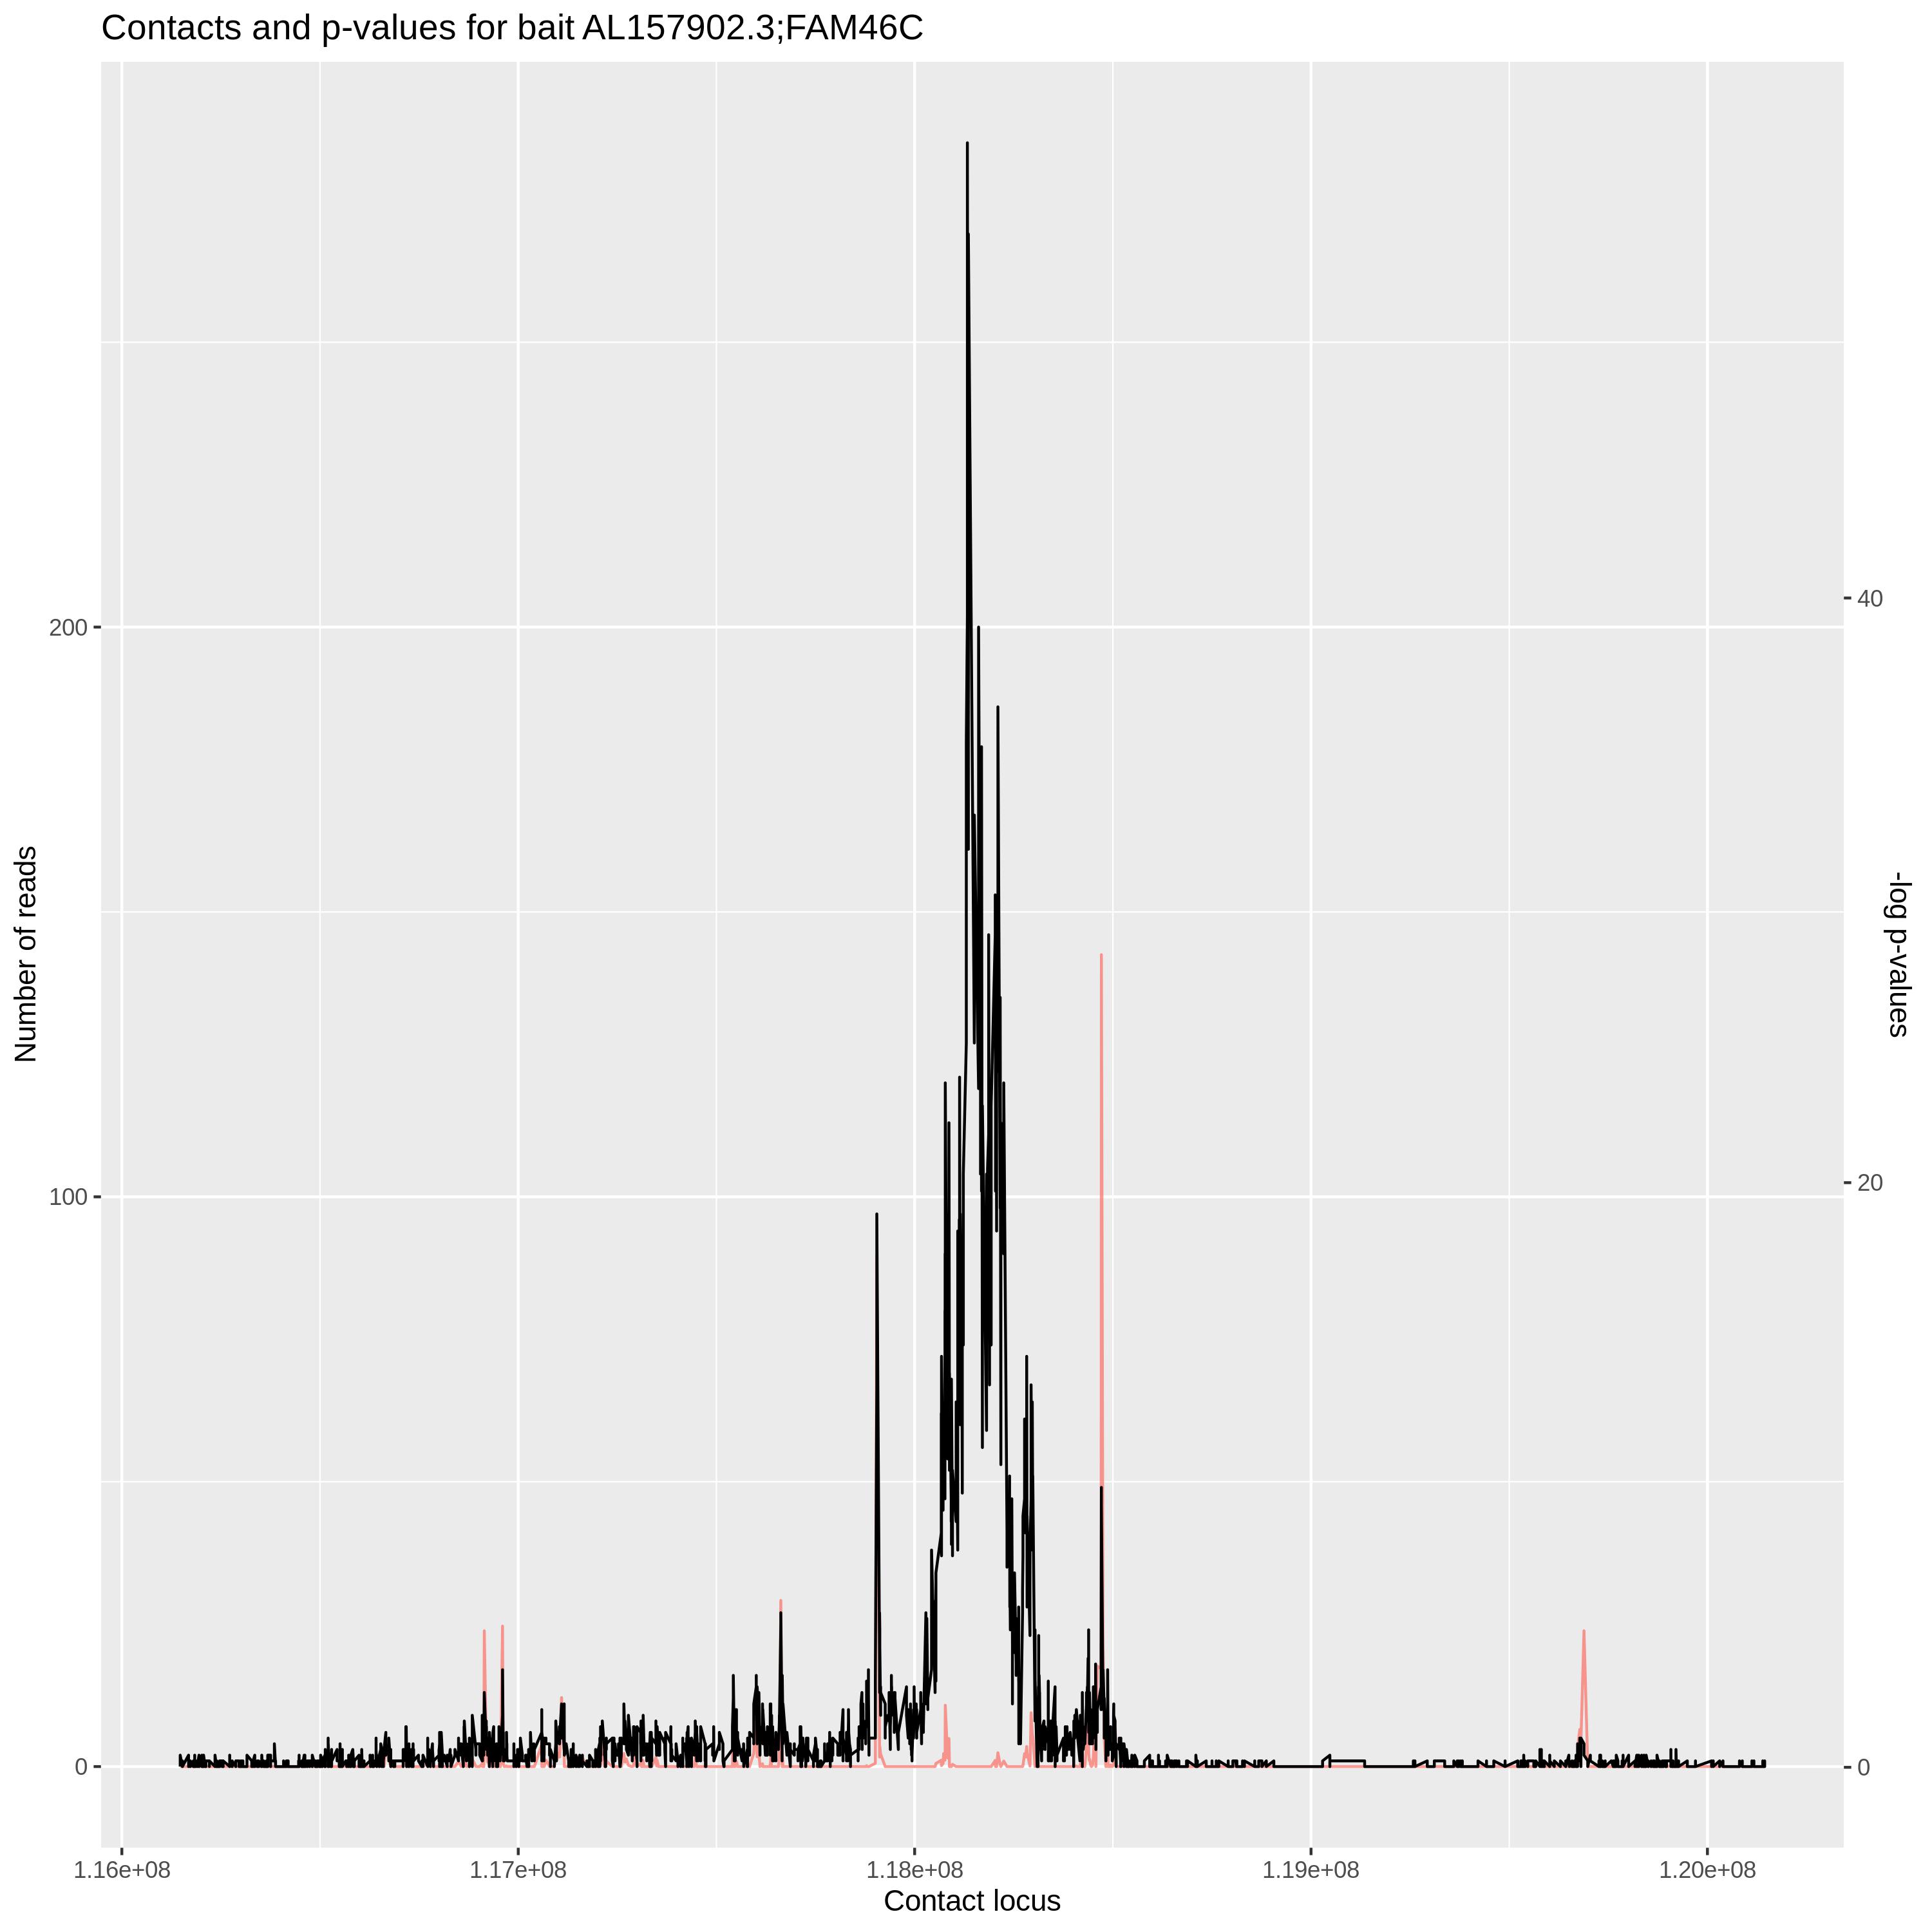 Contacts and p-values for bait AL157902.3;FAM46C
200
100
0
Number of reads
40
20
0
-log p-values
1.16e+08
1.17e+08
1.18e+08
1.19e+08
1.20e+08
Contact locus